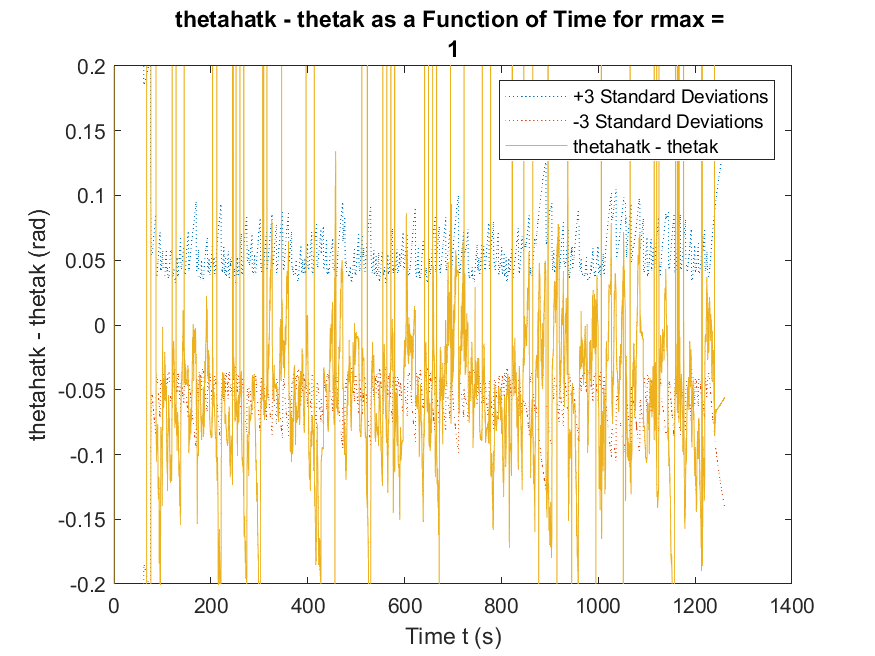 thetahatk - thetak as a Function of Time for rmax =
1
0.2
0.15
0.1
0.05
0
-0.05
-0.1
-0.15
-0.2
thetahatk - thetak (rad)
+3 Standard Deviations
-3 Standard Deviations
thetahatk - thetak
0 200 400 600 800 1000 1200 1400
Time t (s)